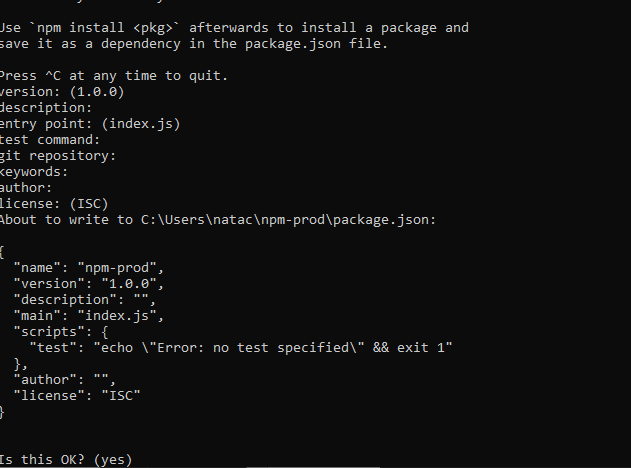 Use `npm install <pkg>` afterwards to install a package and
save it as a dependency in the package.json file.
Press ^C at any time to quit.
version: (1.0.0)
description:
entry point: (index.js)
test command:
git repository:
keywords:
author:
license: (ISC)
About to write to C:\Users\natac\npm-prod\package.json:
{
  "name": "npm-prod",
  "version": "1.0.0",
  "description": "",
  "main": "index.js",
  "scripts": {
    "test": "echo \"Error: no test specified\" && exit 1"
  },
  "author": "",
  "license": "ISC"
}
Is this OK? (yes)